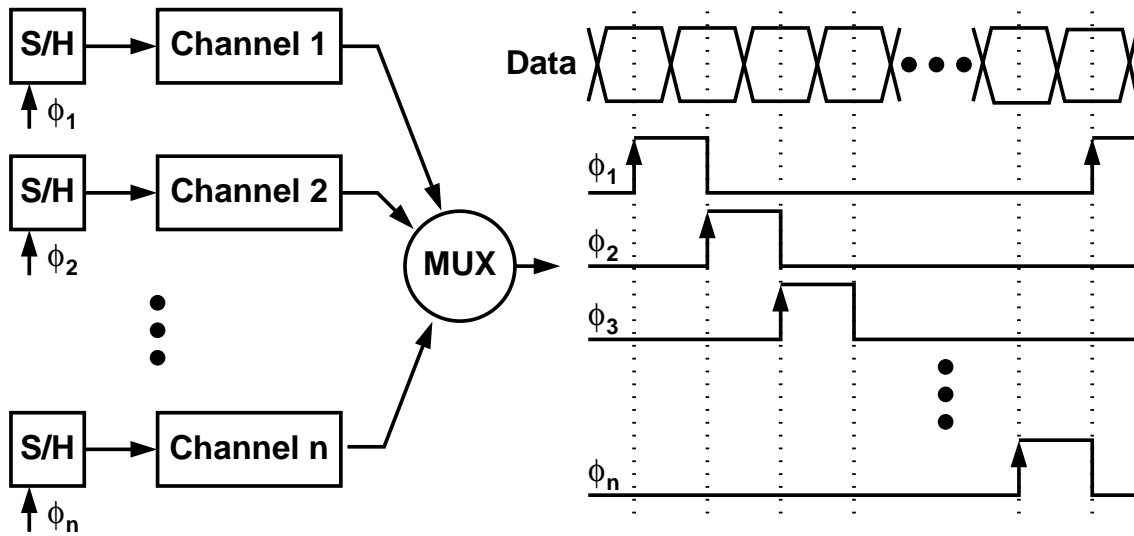 S/H
Channel 1
ϕ1
S/H
Channel 2
ϕ2
MUX
S/H
Channel n
ϕn
Data
ϕ1
ϕ2
ϕ3
ϕn